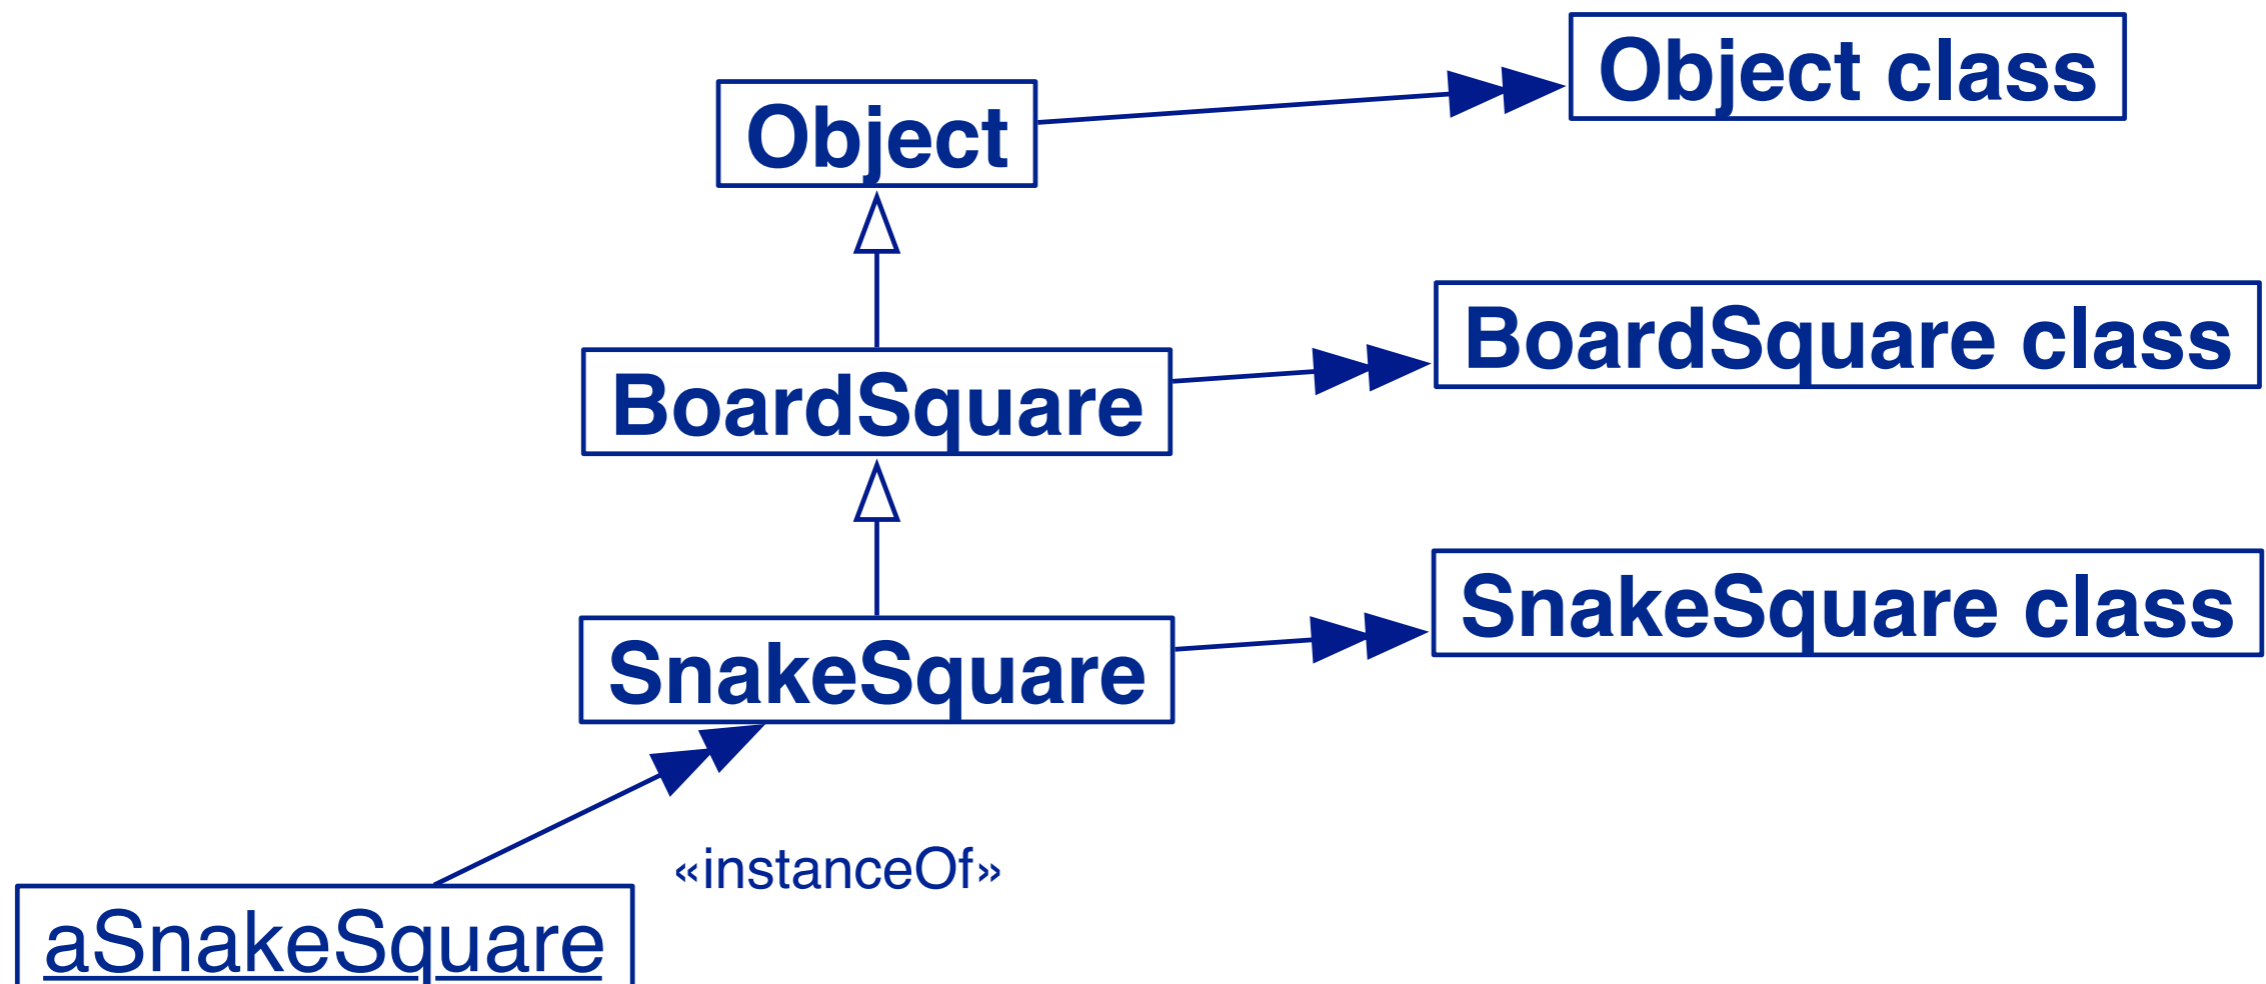 Object class
Object
BoardSquare class
BoardSquare
SnakeSquare class
SnakeSquare
«instanceOf»
aSnakeSquare